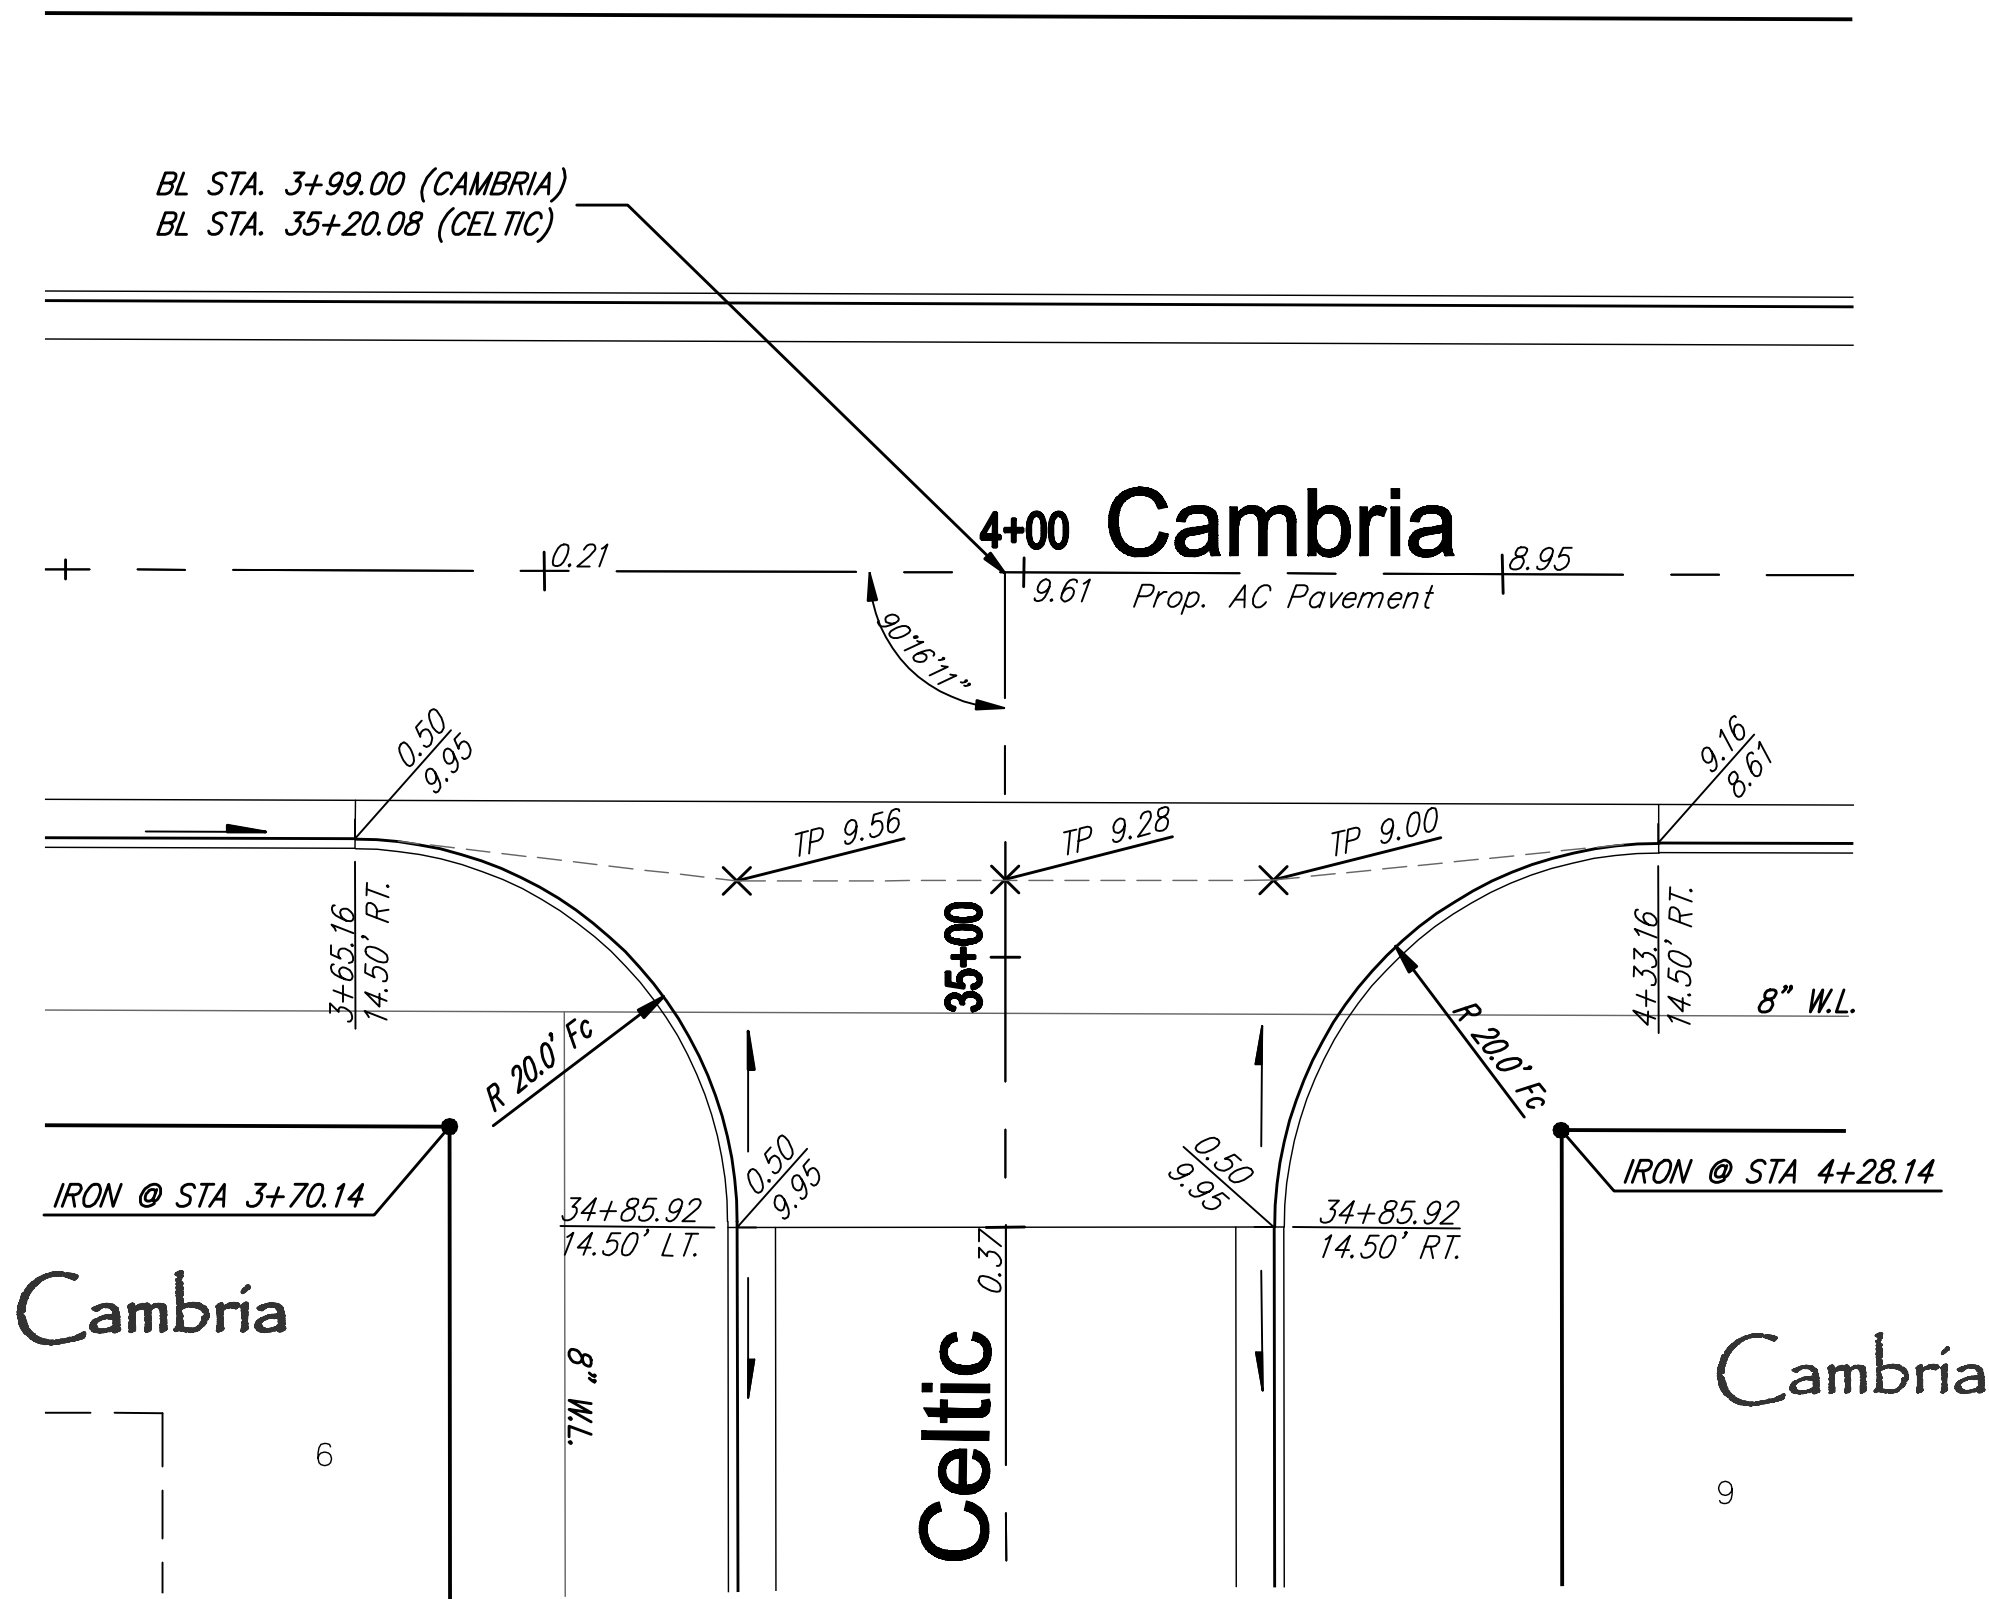 BL STA. 3+99.00 (CAMBRIA)
BL STA. 35+20.08 (CELTIC)
4+00 Cambria
0.21
8.95
9.61
Prop. AC Pavement
90°16'11"
0.50
9.95
9.16
8.61
TP 9.56
TP 9.28
TP 9.00
3+65.16
14.50' RT.
35+00
4+33.16
14.50' RT.
8" W.L.
R 20.0' Fc
R 20.0' Fc
0.50
9.95
0.50
9.95
IRON @ STA 3+70.14
IRON @ STA 4+28.14
34+85.92
14.50' LT.
0.37
34+85.92
14.50' RT.
Cambria
8" W.L.
Celtic
Cambria
6
9